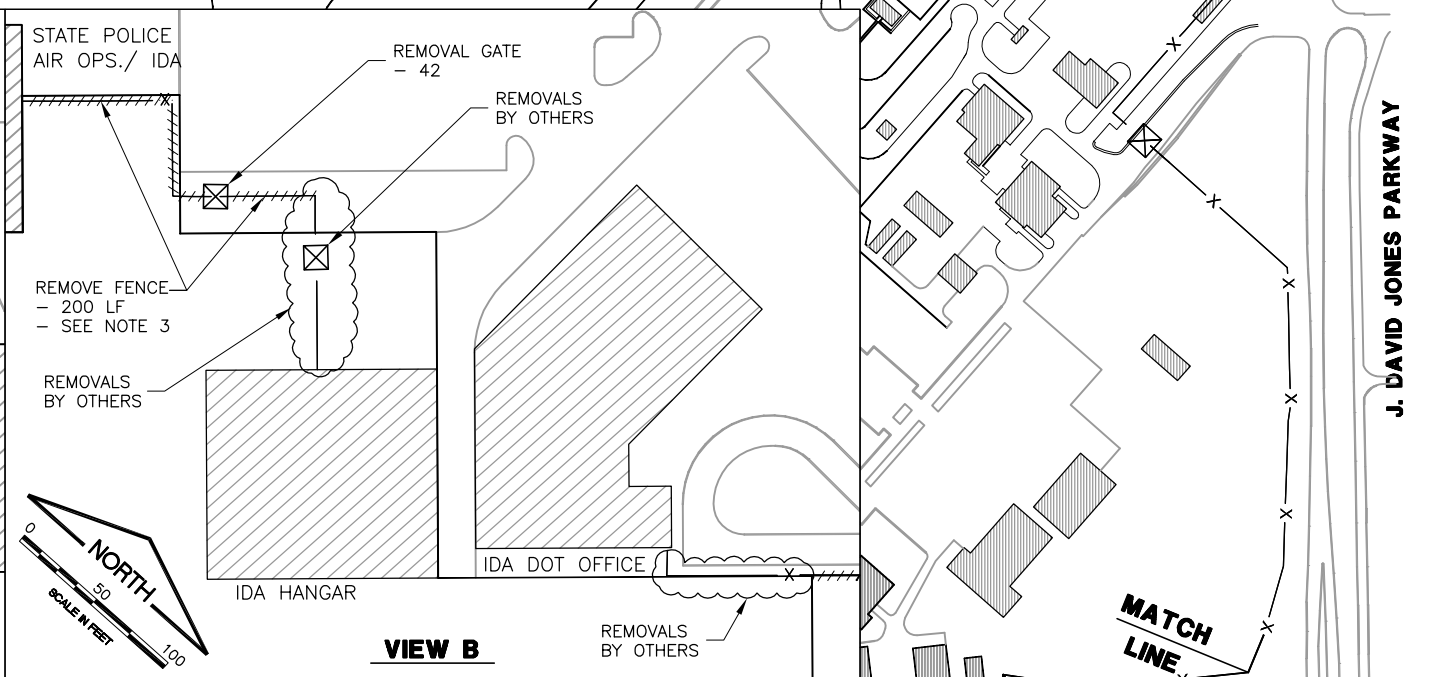 STATE POLICE
AIR OPS./ IDA
REMOVAL GATE
- 42
REMOVALS
BY OTHERS
REMOVE FENCE
- 200 LF
- SEE NOTE 3
REMOVALS
BY OTHERS
IDA DOT OFFICE
IDA HANGAR
REMOVALS
BY OTHERS
VIEW B
NORTH
0
50
100
SCALE IN FEET
J. DAVID JONES PARKWAY
MATCH
LINE
X
X
X
X
X
X
X
X
X